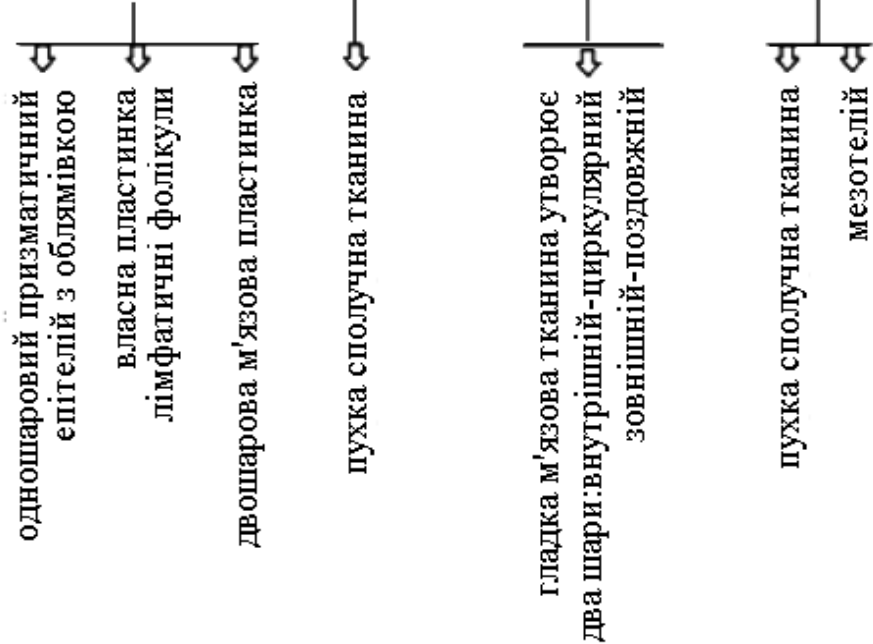 одношаровий призматичний
епітелій з облямівкою
власна пластинка
лімфатичні фолікули
двошарова м'язова пластинка
пухка сполучна тканина
гладка м'язова тканина утворює
два шари:внутрішній-циркулярний
зовнішній-поздовжній
пухка сполучна тканина
мезотелій